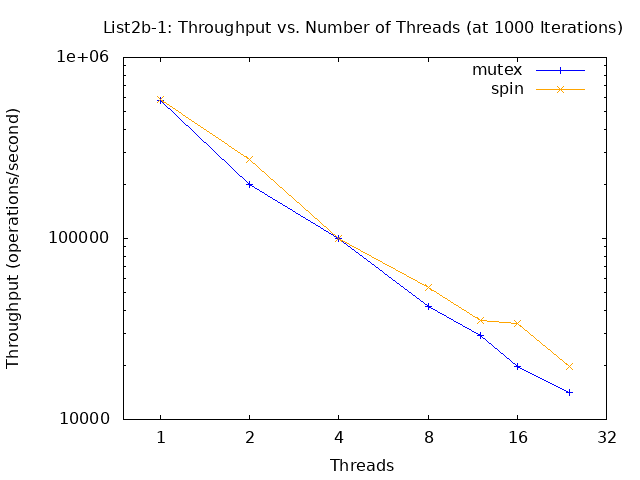 List2b-1: Throughput vs. Number of Threads (at 1000 Iterations)
1e+06
mutex
spin
Throughput (operations/second)
100000
10000
1 2 4 8 16 32
Threads